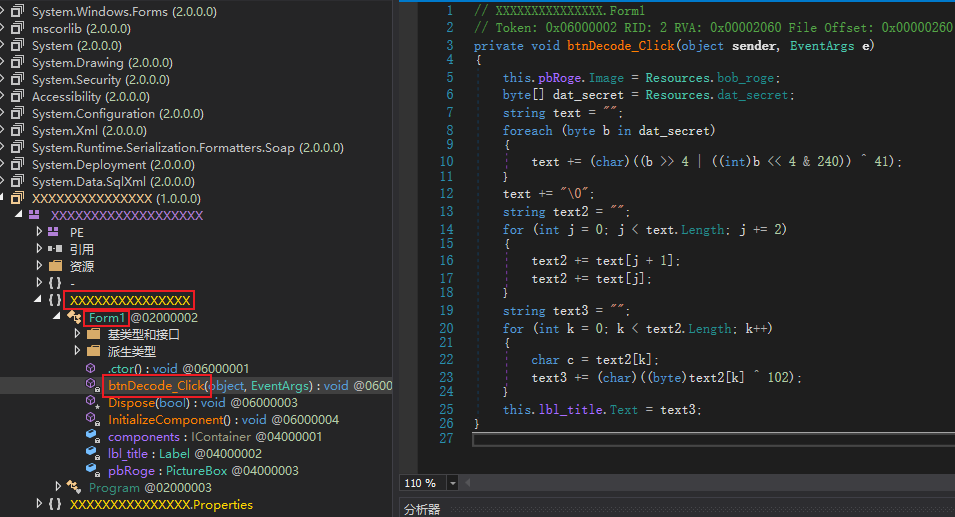 System.Windows.Forms (2.0.0.0)
mscorlib (2.0.0.0)
System (2.0.0.0)
System.Drawing (2.0.0.0)
System.Security (2.0.0.0)
Accessibility (2.0.0.0)
System.Configuration (2.0.0.0)
System.Xml (2.0.0.0)
System.Runtime.Serialization.Formatters.Soap (2.0.0.0)
System.Deployment (2.0.0.0)
System.Data.SqlXml (2.0.0.0)
XXXXXXXXXXXXXXX (1.0.0.0)
XXXXXXXXXXXXXXXXXXX
PE
引用
资源
{ } -
{ } XXXXXXXXXXXXXXX
Form1 @02000002
基类型和接口
派生类型
.ctor() : void @06000001
btnDecode_Click(object, EventArgs) : void @0600
Dispose(bool) : void @06000003
InitializeComponent() : void @06000004
components : IContainer @04000001
lbl_title : Label @04000002
pbRoge : PictureBox @04000003
Program @02000003
{ } XXXXXXXXXXXXXXX.Properties
1 // XXXXXXXXXXXXXXX.Form1
2 // Token: 0x06000002 RID: 2 RVA: 0x00002060 File Offset: 0x00000260
3 private void btnDecode_Click(object sender, EventArgs e)
4 {
5 this.pbRoge.Image = Resources.bob_roge;
6 byte[] dat_secret = Resources.dat_secret;
7 string text = "";
8 foreach (byte b in dat_secret)
9 {
10 text += (char)((b >> 4 | ((int)b << 4 & 240)) ^ 41);
11 }
12 text += "\0";
13 string text2 = "";
14 for (int j = 0; j < text.Length; j += 2)
15 {
16 text2 += text[j + 1];
17 text2 += text[j];
18 }
19 string text3 = "";
20 for (int k = 0; k < text2.Length; k++)
21 {
22 char c = text2[k];
23 text3 += (char)((byte)text2[k] ^ 102);
24 }
25 this.lbl_title.Text = text3;
26 }
27
110 %
分析器